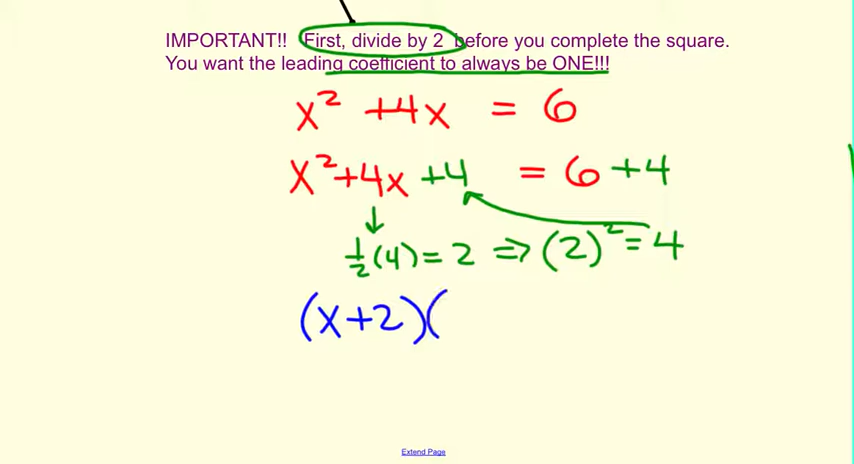 IMPORTANT!! First, divide by 2 before you complete the square.
You want the leading coefficient to always be ONE!!!
x² +4x = 6
x² +4x +4 = 6 +4
½(4) = 2 ⇒ (2)² = 4
(x+2)(
Extend Page